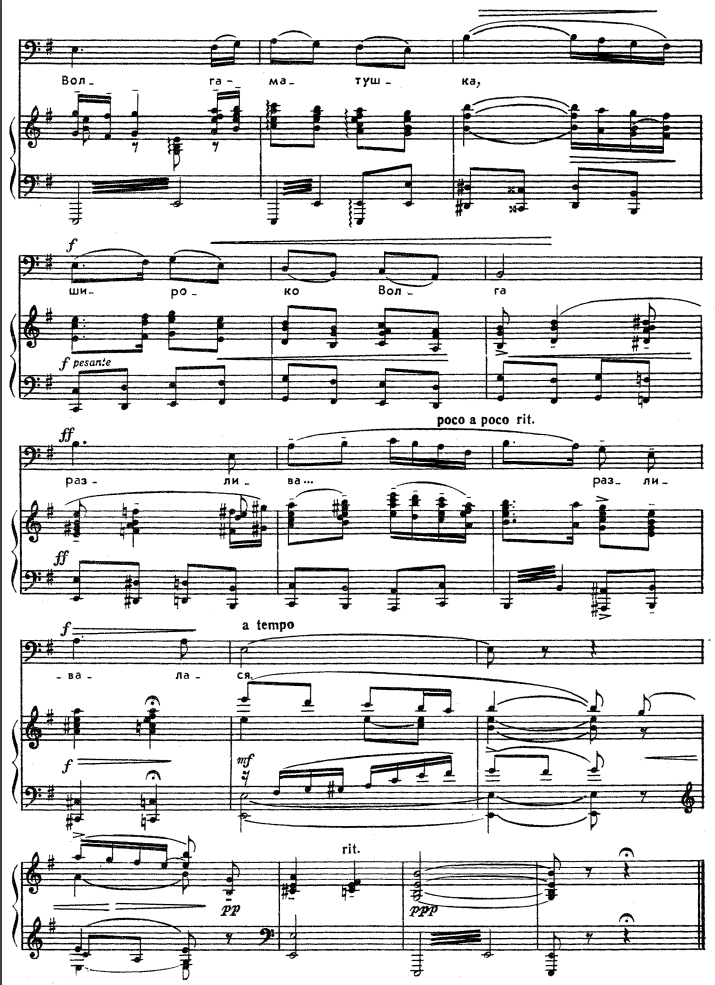 Вол- га- ма- туш- ка,
f
ши- ро- ко Вол- га
f pesante
poco a poco rit.
ff
раз- ли- ва... раз- ли-
ff
a tempo
f
-ва- ла- ся.
f mf
rit.
pp ppp